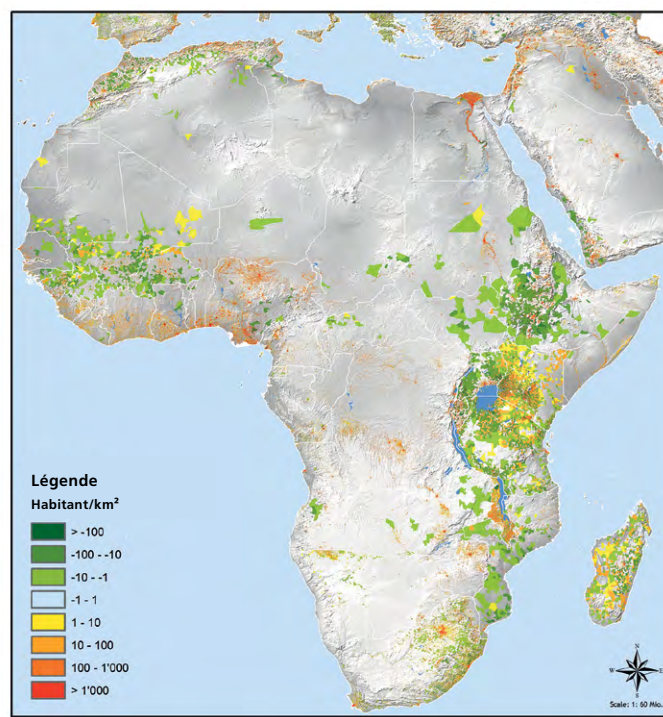 Légende
Habitant/km²
> -100
-100 - -10
-10 - -1
-1 - 1
1 - 10
10 - 100
100 - 1'000
> 1'000
N
W E
S
Scale: 1: 60 Mio.